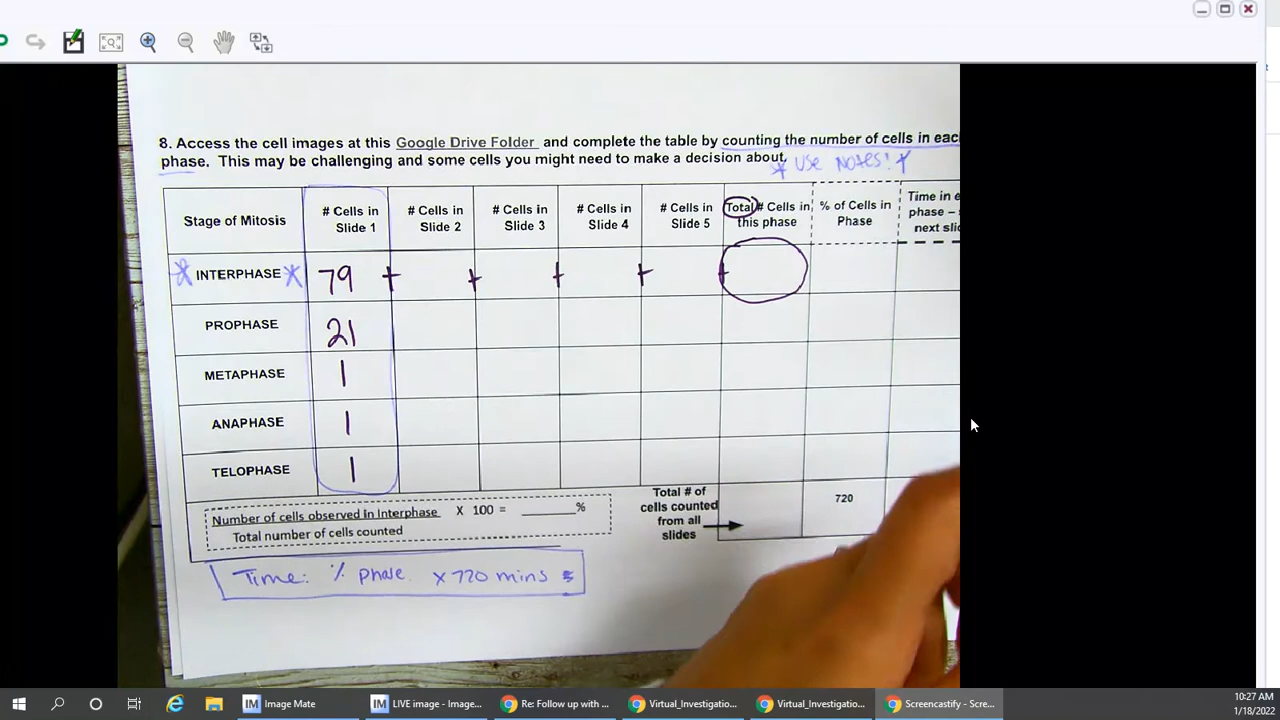 8. Access the cell images at this Google Drive Folder and complete the table by counting the number of cells in eac
phase. This may be challenging and some cells you might need to make a decision about.
* USE NOTES! *
Stage of Mitosis
# Cells in
Slide 1
# Cells in
Slide 2
# Cells in
Slide 3
# Cells in
Slide 4
# Cells in
Slide 5
Total # Cells in
this phase
% of Cells in
Phase
Time in e
phase –
next slid
* INTERPHASE * 79 + + + + +
PROPHASE 21
METAPHASE 1
ANAPHASE 1
TELOPHASE 1
Number of cells observed in Interphase X 100 = ______%
Total number of cells counted
Total # of
cells counted
from all
slides
720
Time: % phase x 720 mins =
Image Mate
LIVE image - Image...
Re: Follow up with ...
Virtual_Investigatio...
Virtual_Investigatio...
Screencastify - Scre...
10:27 AM
1/18/2022